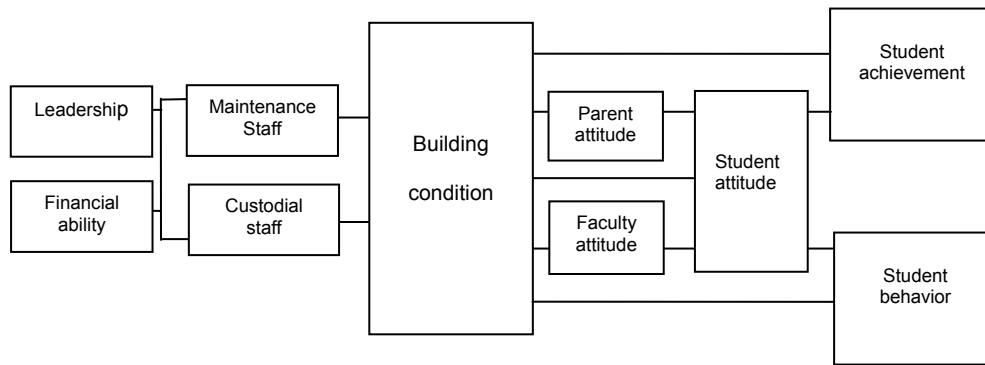 Leadership
Financial
ability
Maintenance
Staff
Custodial
staff
Building
condition
Parent
attitude
Faculty
attitude
Student
attitude
Student
achievement
Student
behavior